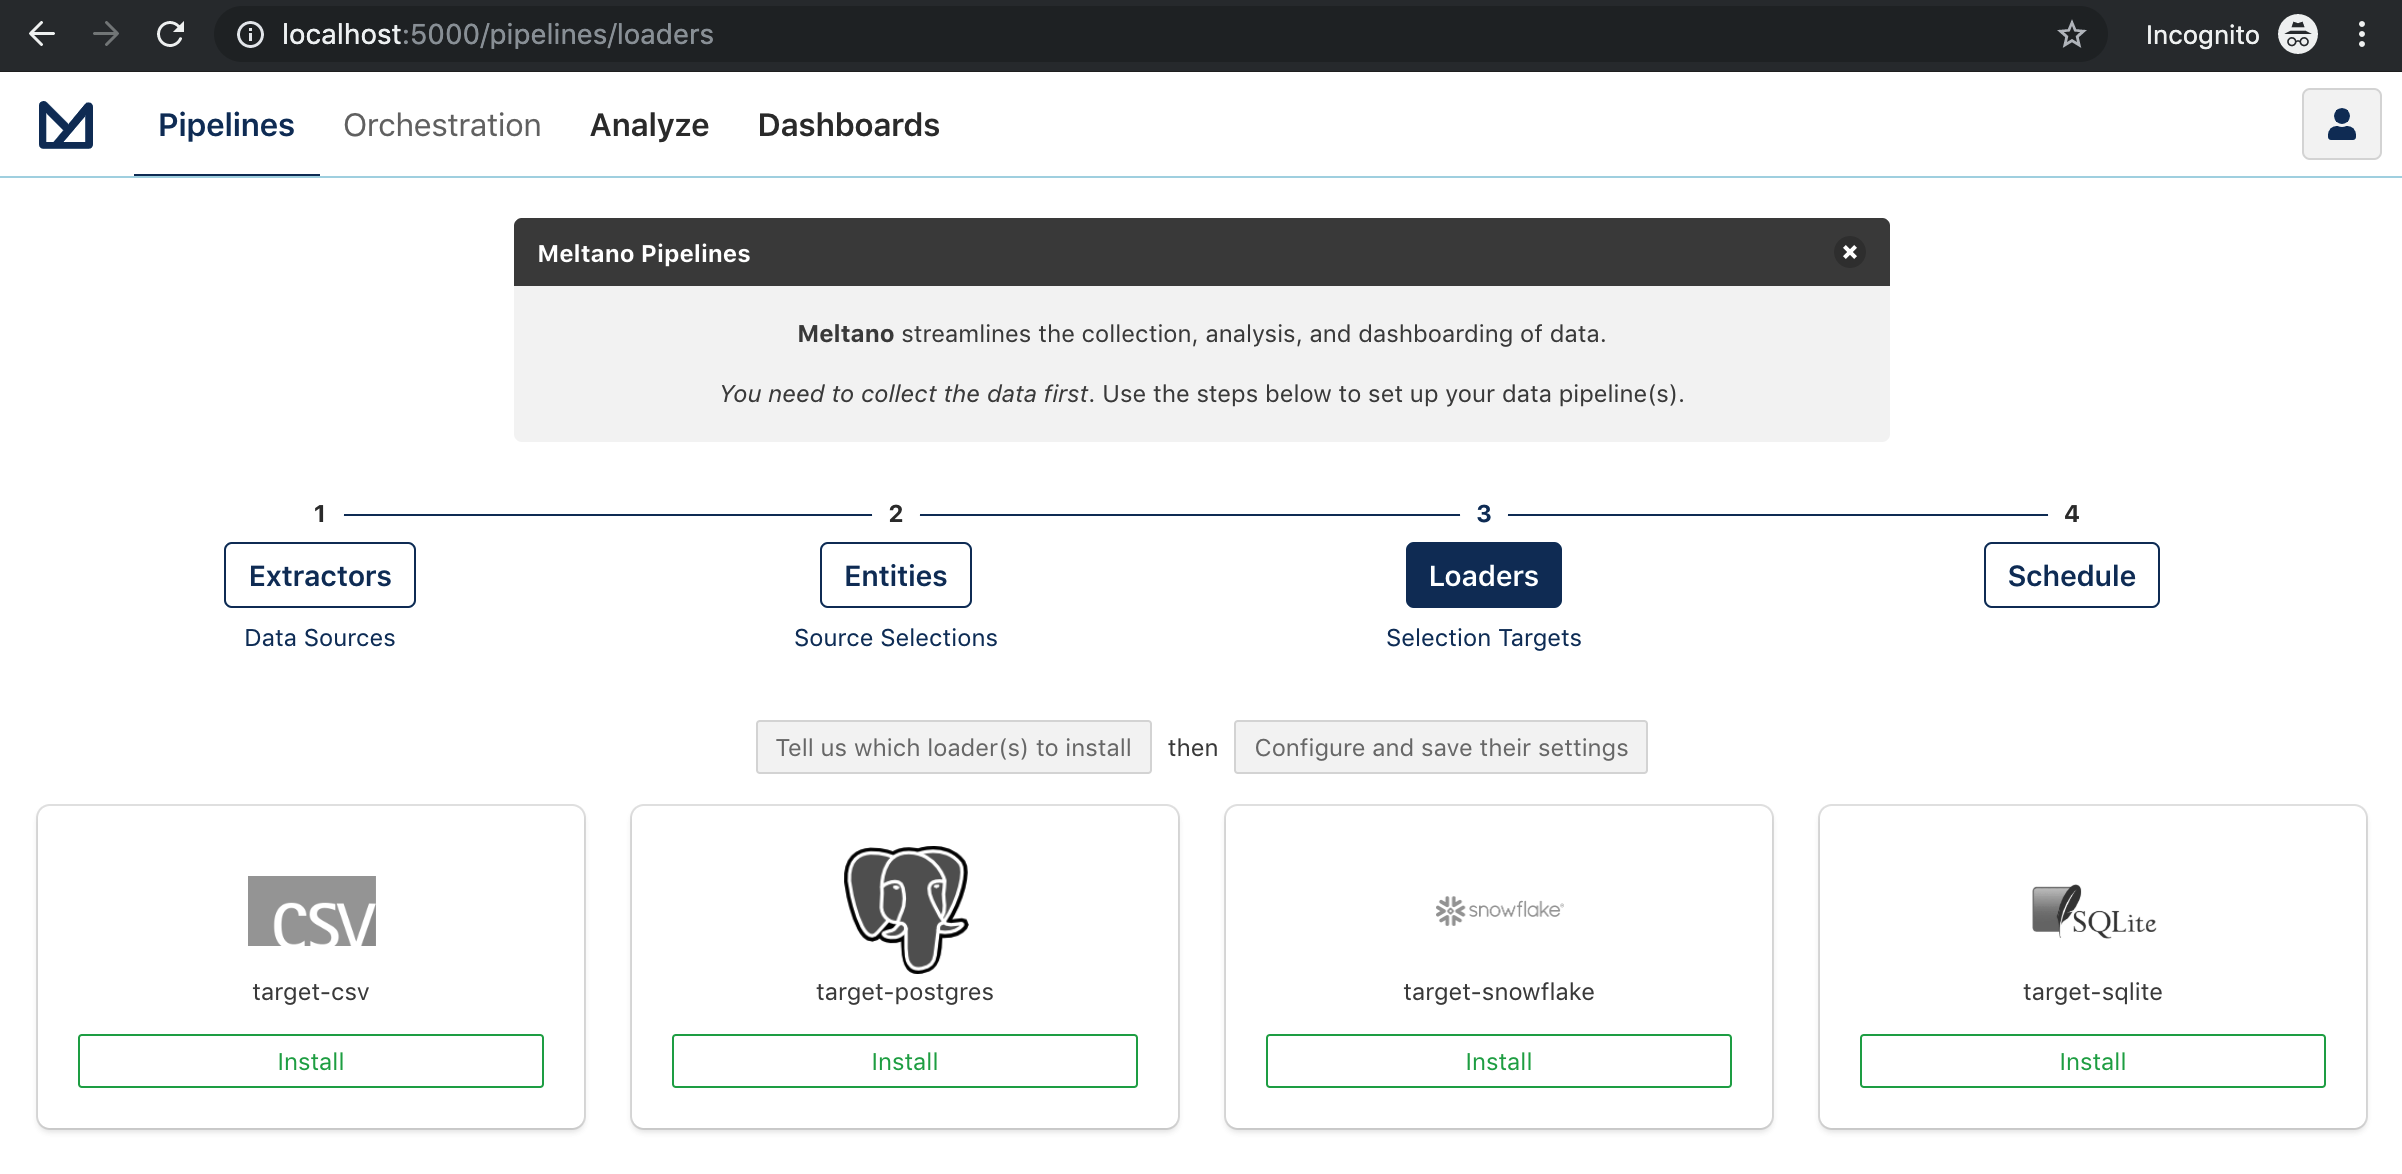 localhost:5000/pipelines/loaders
Incognito
Pipelines Orchestration Analyze Dashboards
Meltano Pipelines
Meltano streamlines the collection, analysis, and dashboarding of data.
You need to collect the data first. Use the steps below to set up your data pipeline(s).
1 2 3 4
Extractors Entities Loaders Schedule
Data Sources Source Selections Selection Targets
Tell us which loader(s) to install then Configure and save their settings
csv snowflake® SQLite
target-csv target-postgres target-snowflake target-sqlite
Install Install Install Install